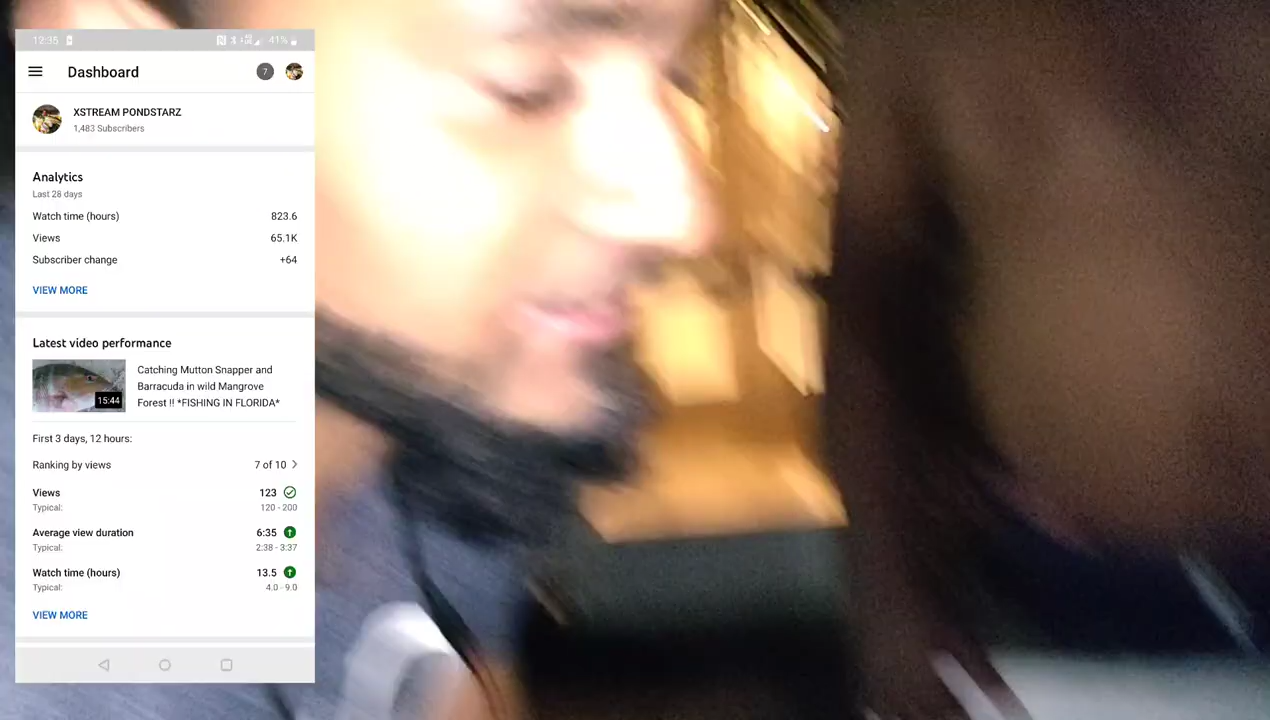 12:35 41%
Dashboard 7
XSTREAM PONDSTARZ
1,483 Subscribers
Analytics
Last 28 days
Watch time (hours) 823.6
Views 65.1K
Subscriber change +64
VIEW MORE
Latest video performance
Catching Mutton Snapper and
Barracuda in wild Mangrove
15:44 Forest !! *FISHING IN FLORIDA*
First 3 days, 12 hours:
Ranking by views 7 of 10
Views 123
Typical: 120 - 200
Average view duration 6:35
Typical: 2:38 - 3:37
Watch time (hours) 13.5
Typical: 4.0 - 9.0
VIEW MORE